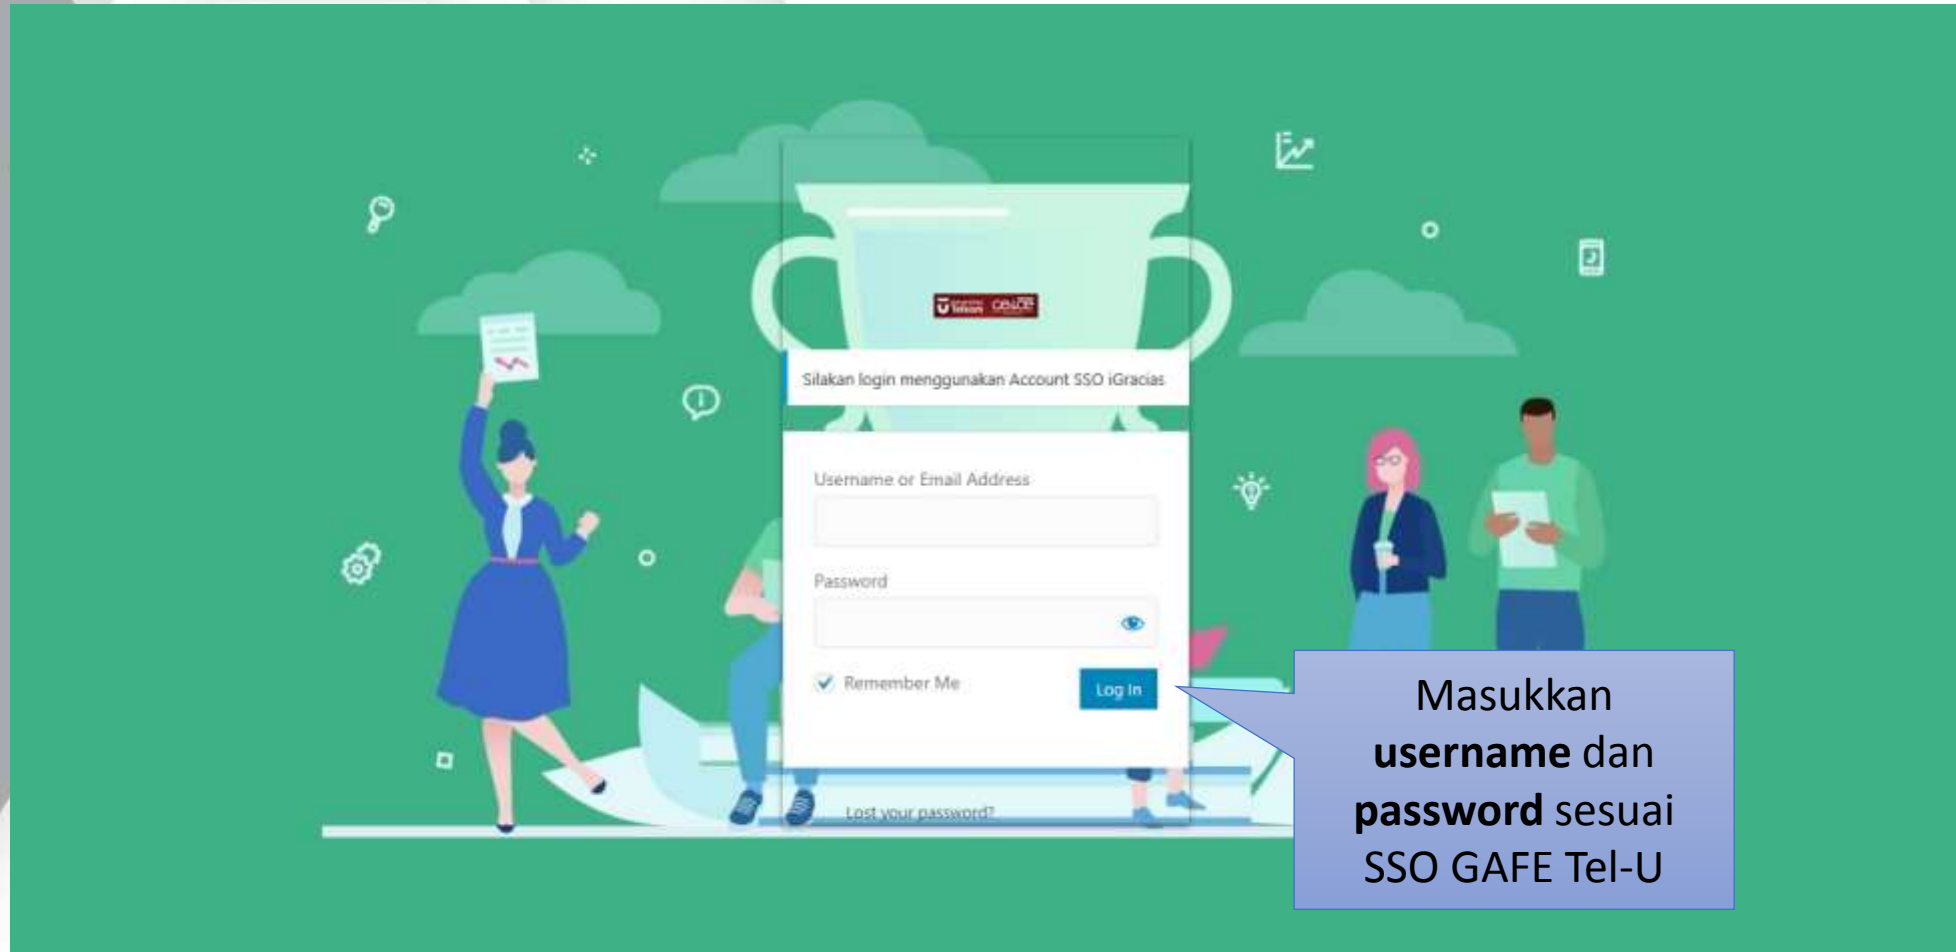 Silakan login menggunakan Account SSO iGracias
Username or Email Address
Password
Remember Me
Log In
Lost your password?
Masukkan
username dan
password sesuai
SSO GAFE Tel-U